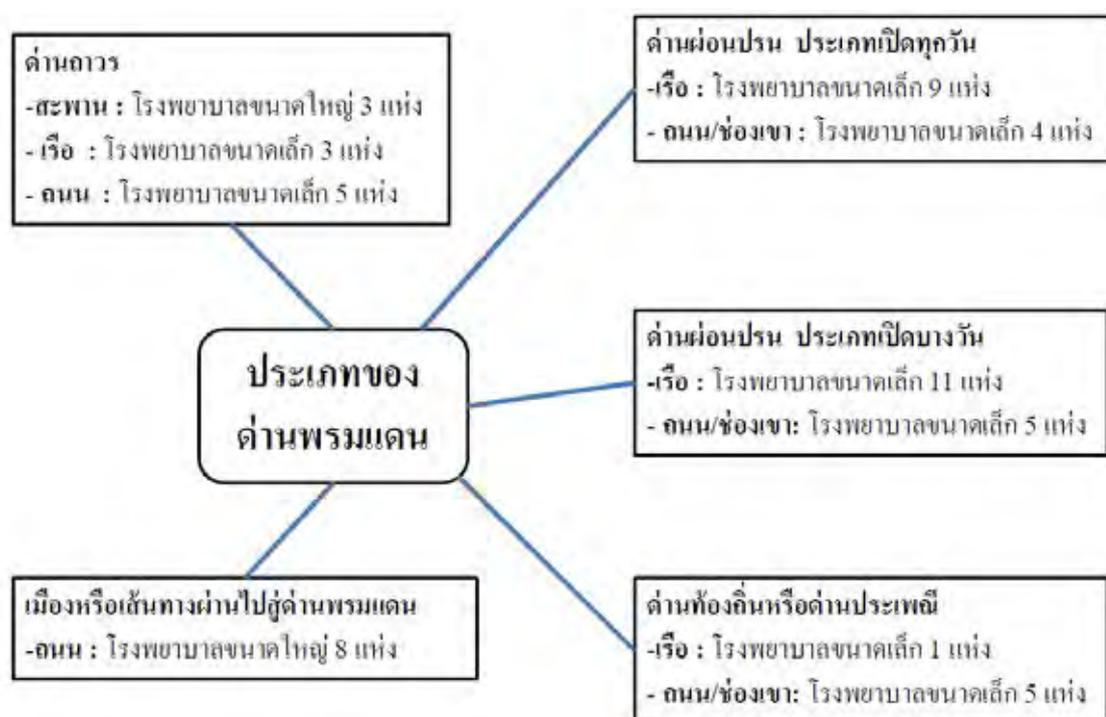 ด่านถาวร
-สะพาน : โรงพยาบาลขนาดใหญ่ 3 แห่ง
- เรือ : โรงพยาบาลขนาดเล็ก 3 แห่ง
- ถนน : โรงพยาบาลขนาดเล็ก 5 แห่ง
ด่านผ่อนปรน ประเภทเปิดทุกวัน
-เรือ : โรงพยาบาลขนาดเล็ก 9 แห่ง
- ถนน/ช่องเขา : โรงพยาบาลขนาดเล็ก 4 แห่ง
ประเภทของ
ด่านพรมแดน
ด่านผ่อนปรน ประเภทเปิดบางวัน
-เรือ : โรงพยาบาลขนาดเล็ก 11 แห่ง
- ถนน/ช่องเขา: โรงพยาบาลขนาดเล็ก 5 แห่ง
เมืองหรือเส้นทางผ่านไปสู่ด่านพรมแดน
-ถนน : โรงพยาบาลขนาดใหญ่ 8 แห่ง
ด่านท้องถิ่นหรือด่านประเพณี
-เรือ : โรงพยาบาลขนาดเล็ก 1 แห่ง
- ถนน/ช่องเขา: โรงพยาบาลขนาดเล็ก 5 แห่ง